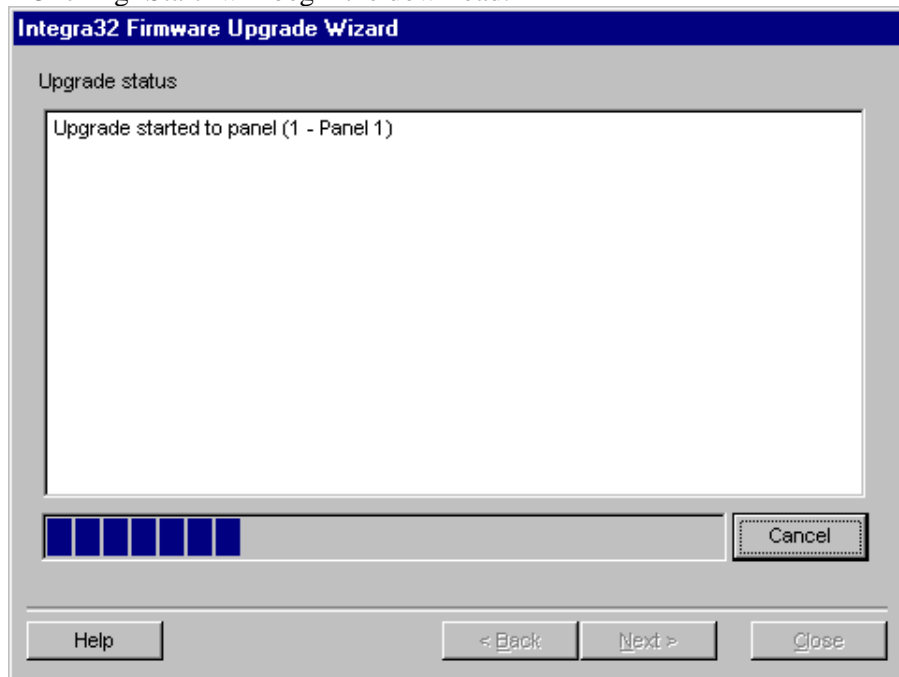 Integra32 Firmware Upgrade Wizard
Upgrade status
Upgrade started to panel (1 - Panel 1)
Cancel
Help < Back Next > Close